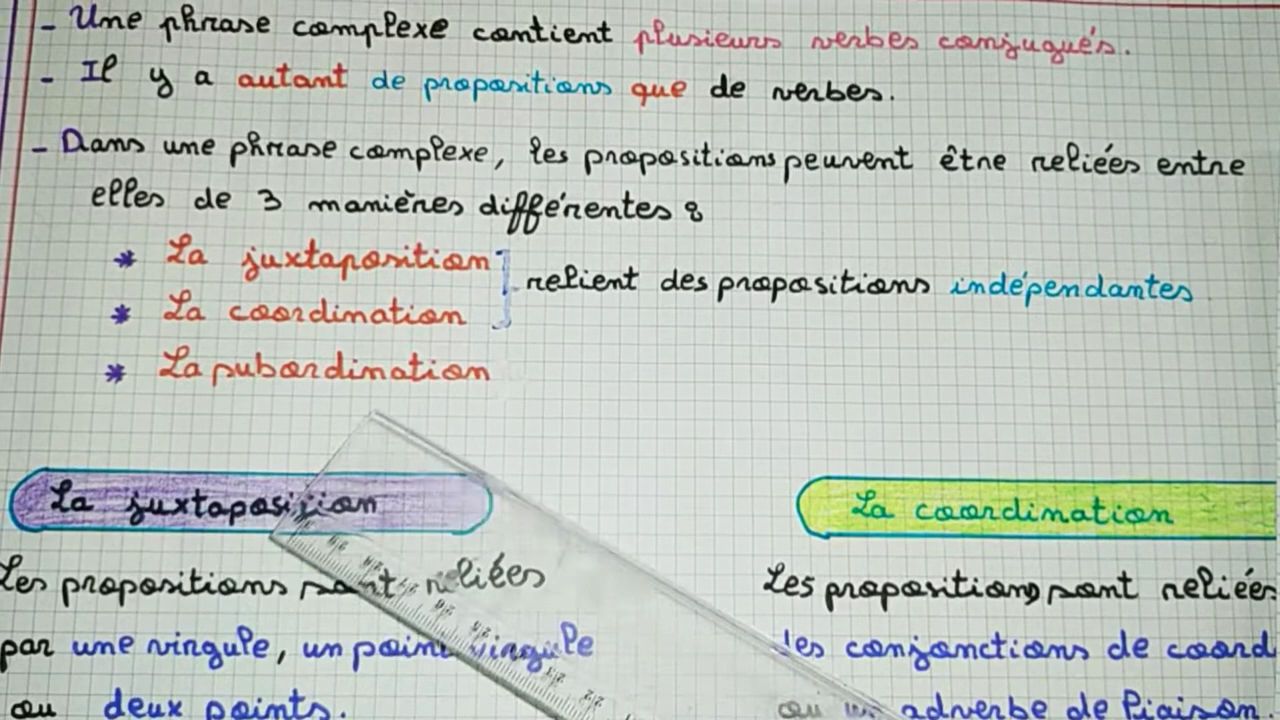 - Une phrase complexe contient plusieurs verbes conjugués.
- Il y a autant de propositions que de verbes.
- Dans une phrase complexe, les propositions peuvent être reliées entre
elles de 3 manières différentes :
* La juxtaposition
* La coordination
relient des propositions indépendantes
* La subordination
La juxtaposition
Les propositions sont reliées
par une virgule, un point virgule
ou deux points.
La coordination
Les propositions sont reliées
les conjonctions de coord
ou un adverbe de liaison.